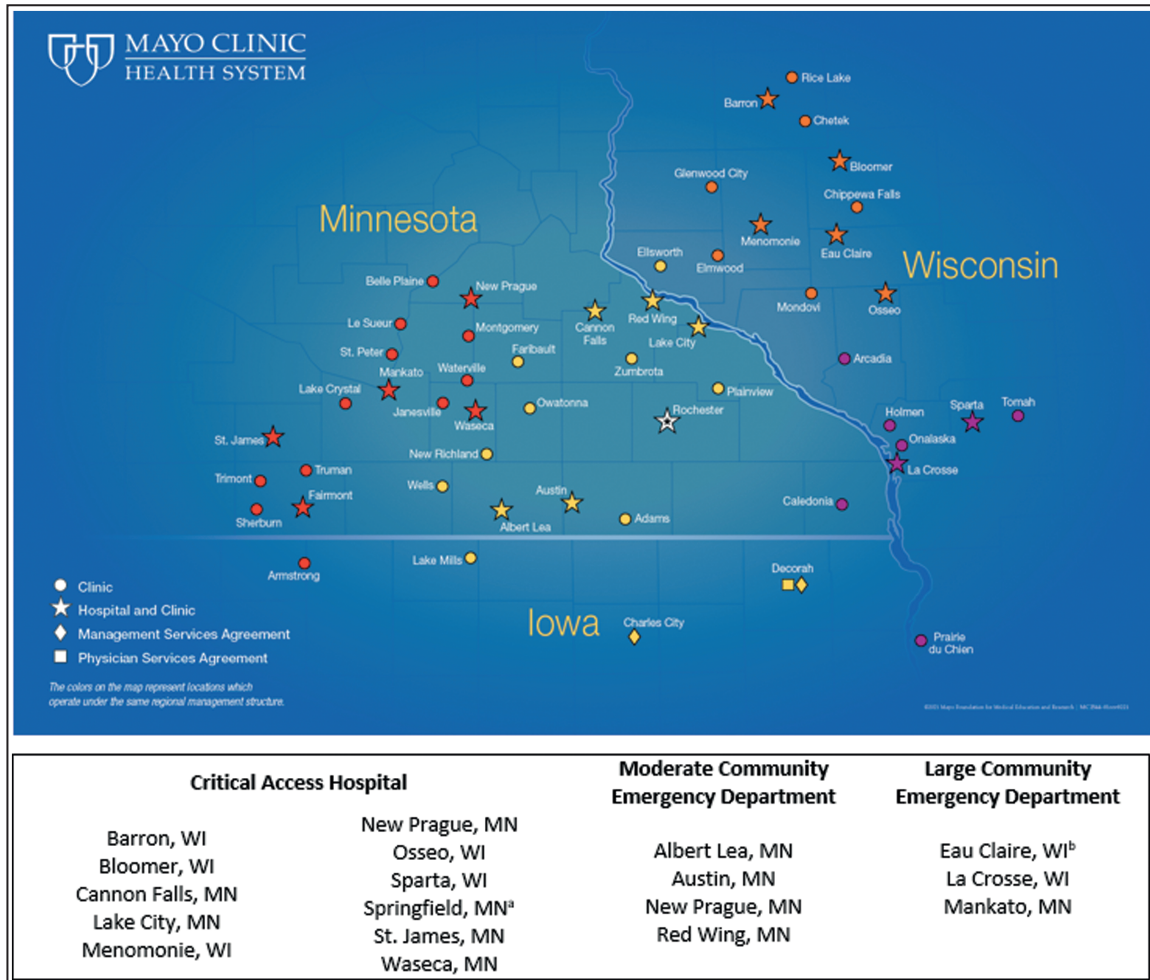 MAYO CLINIC
HEALTH SYSTEM
Rice Lake
Barron
Chetek
Bloomer
Glenwood City
Chippewa Falls
Minnesota
Menomonie
Eau Claire
Ellsworth
Elmwood
Wisconsin
Belle Plaine
New Prague
Mondovi
Osseo
Cannon
Falls
Red Wing
Lake City
Le Sueur
Montgomery
Faribault
St. Peter
Zumbrota
Arcadia
Mankato
Waterville
Lake Crystal
Plainview
Janesville
Owatonna
Waseca
Rochester
Holmen
Sparta
Tomah
St. James
Onalaska
New Richland
La Crosse
Trimont
Truman
Wells
Fairmont
Austin
Caledonia
Sherburn
Albert Lea
Adams
Armstrong
Lake Mills
Decorah
Iowa
Charles City
Prairie
du Chien
Clinic
Hospital and Clinic
Management Services Agreement
Physician Services Agreement
The colors on the map represent locations which
operate under the same regional management structure.
Critical Access Hospital
Barron, WI
Bloomer, WI
Cannon Falls, MN
Lake City, MN
Menomonie, WI
New Prague, MN
Osseo, WI
Sparta, WI
Springfield, MNᵃ
St. James, MN
Waseca, MN
Moderate Community
Emergency Department
Albert Lea, MN
Austin, MN
New Prague, MN
Red Wing, MN
Large Community
Emergency Department
Eau Claire, WIᵇ
La Crosse, WI
Mankato, MN